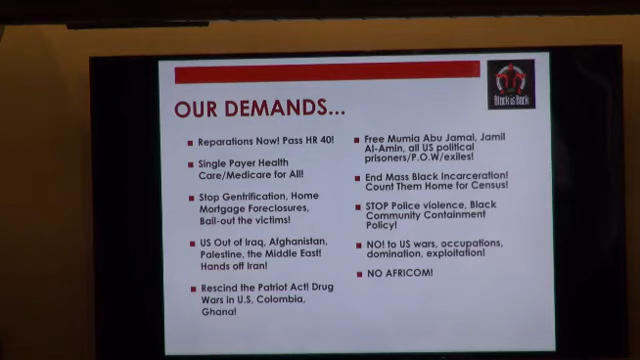 Black is Back
OUR DEMANDS...
Reparations Now! Pass HR 40!
Single Payer Health
Care/Medicare for All!
Stop Gentrification, Home
Mortgage Foreclosures,
Bail-out the victims!
US Out of Iraq, Afghanistan,
Palestine, the Middle East!
Hands off Iran!
Rescind the Patriot Act! Drug
Wars in U.S, Colombia,
Ghana!
Free Mumia Abu Jamal, Jamil
Al-Amin, all US political
prisoners/P.O.W/exiles!
End Mass Black Incarceration!
Count Them Home for Census!
STOP Police violence, Black
Community Containment
Policy!
NO! to US wars, occupations,
domination, exploitation!
NO AFRICOM!